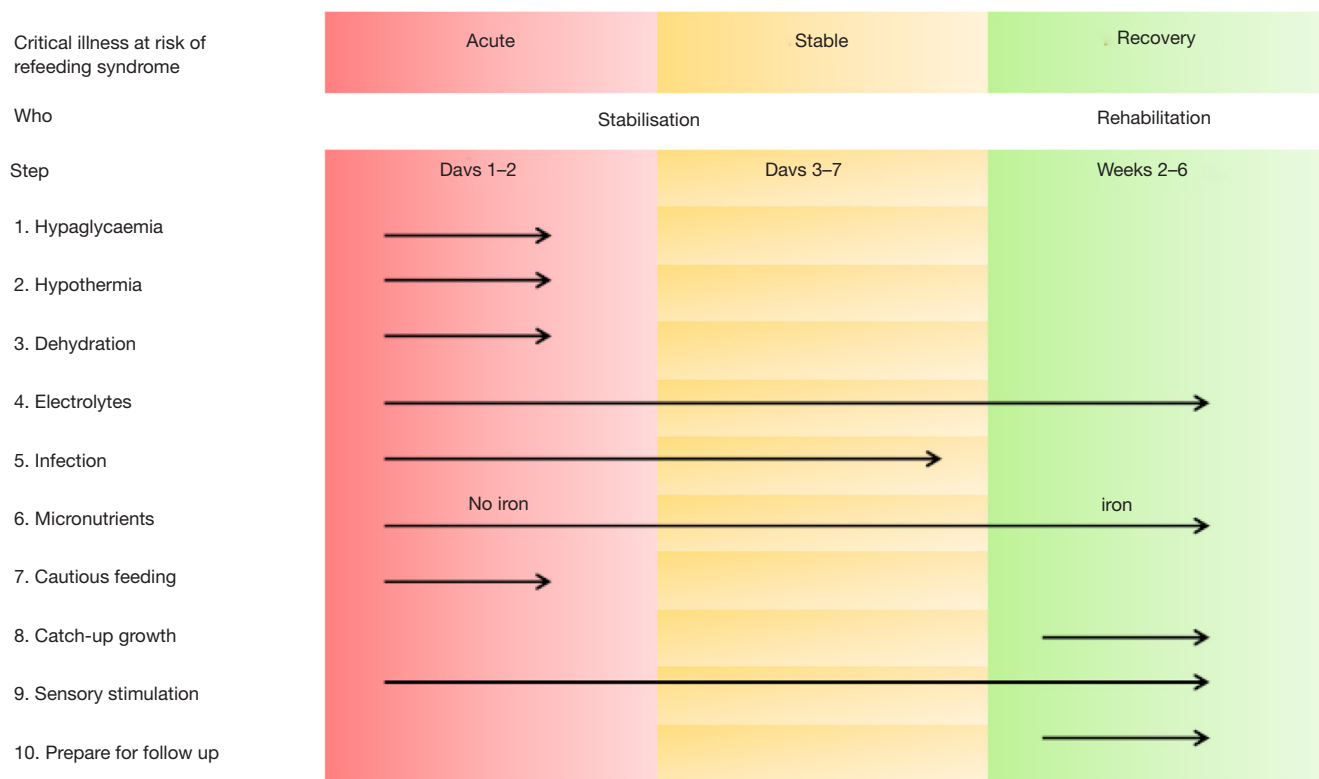 Critical illness at risk of
refeeding syndrome
Acute
Stable
Recovery
Who
Stabilisation
Rehabilitation
Step
Davs 1–2
Davs 3–7
Weeks 2–6
1. Hypaglycaemia
2. Hypothermia
3. Dehydration
4. Electrolytes
5. Infection
6. Micronutrients
No iron
iron
7. Cautious feeding
8. Catch-up growth
9. Sensory stimulation
10. Prepare for follow up